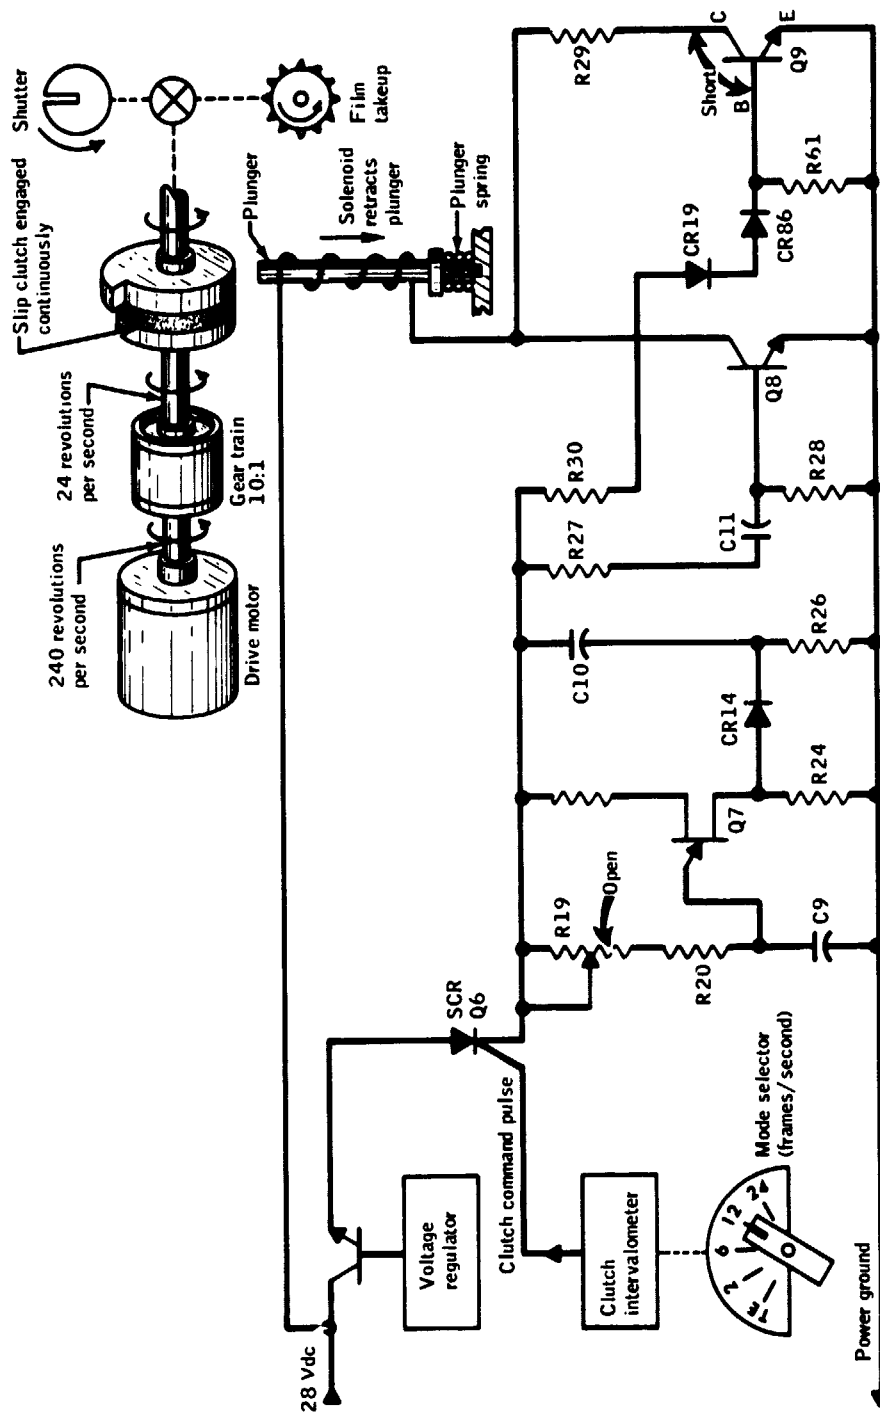 Shutter
Slip clutch engaged
continuously
24 revolutions
per second
240 revolutions
per second
Drive motor
Gear train
10:1
Film
takeup
Plunger
Solenoid
retracts
plunger
Plunger
spring
28 Vdc
Voltage
regulator
SCR
Q6
Clutch command pulse
Clutch
intervalometer
Mode selector
(frames/second)
TR
2
6
12
24
Power ground
R19
Open
R20
C9
Q7
R24
CR14
C10
R26
R27
R30
C11
R28
Q8
CR19
CR86
R61
R29
Short
C
B
E
Q9